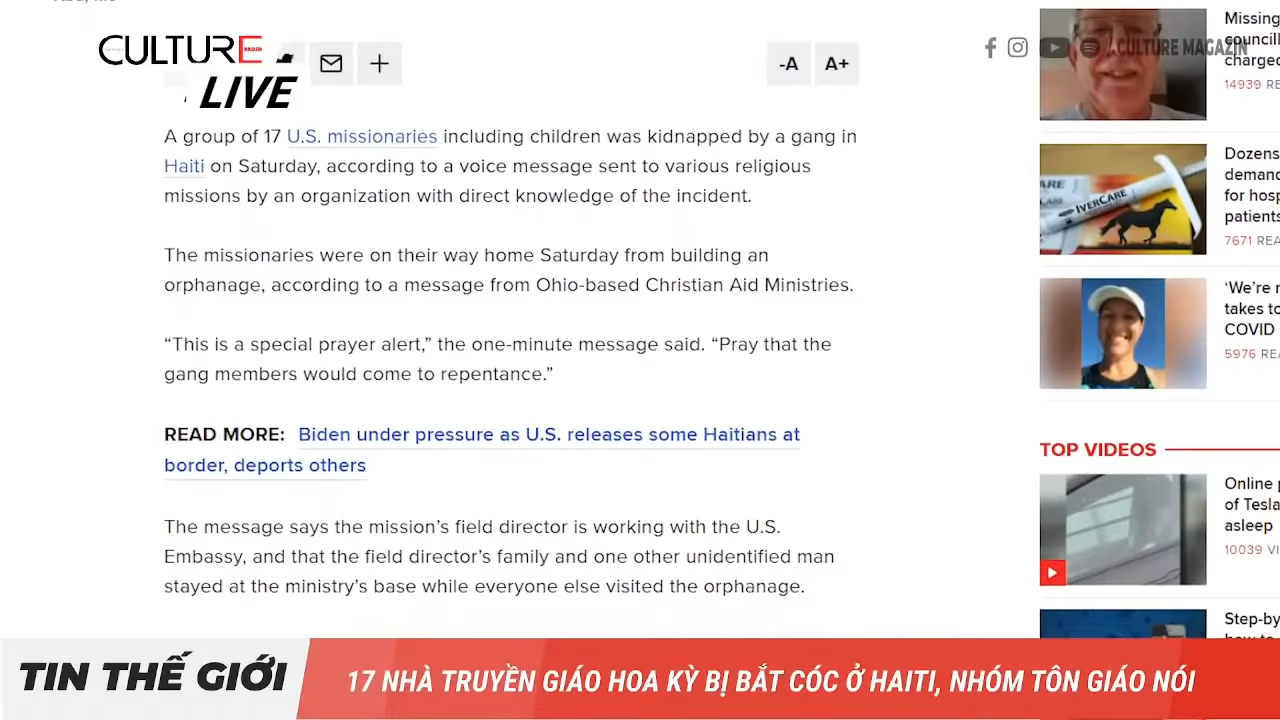 CULTURE
MAGAZIN
LIVE
-A
A+
CULTURE MAGAZIN
A group of 17 U.S. missionaries including children was kidnapped by a gang in
Haiti on Saturday, according to a voice message sent to various religious
missions by an organization with direct knowledge of the incident.
The missionaries were on their way home Saturday from building an
orphanage, according to a message from Ohio-based Christian Aid Ministries.
“This is a special prayer alert,” the one-minute message said. “Pray that the
gang members would come to repentance.”
READ MORE: Biden under pressure as U.S. releases some Haitians at
border, deports others
The message says the mission’s field director is working with the U.S.
Embassy, and that the field director’s family and one other unidentified man
stayed at the ministry’s base while everyone else visited the orphanage.
Missing
councill
charged
14939 RE
IVERCARE
Dozens
demand
for hosp
patients
7671 REA
‘We’re n
takes to
COVID
5976 REA
TOP VIDEOS
Online p
of Tesla
asleep
10039 VI
Step-by
TIN THẾ GIỚI
17 NHÀ TRUYỀN GIÁO HOA KỲ BỊ BẮT CÓC Ở HAITI, NHÓM TÔN GIÁO NÓI